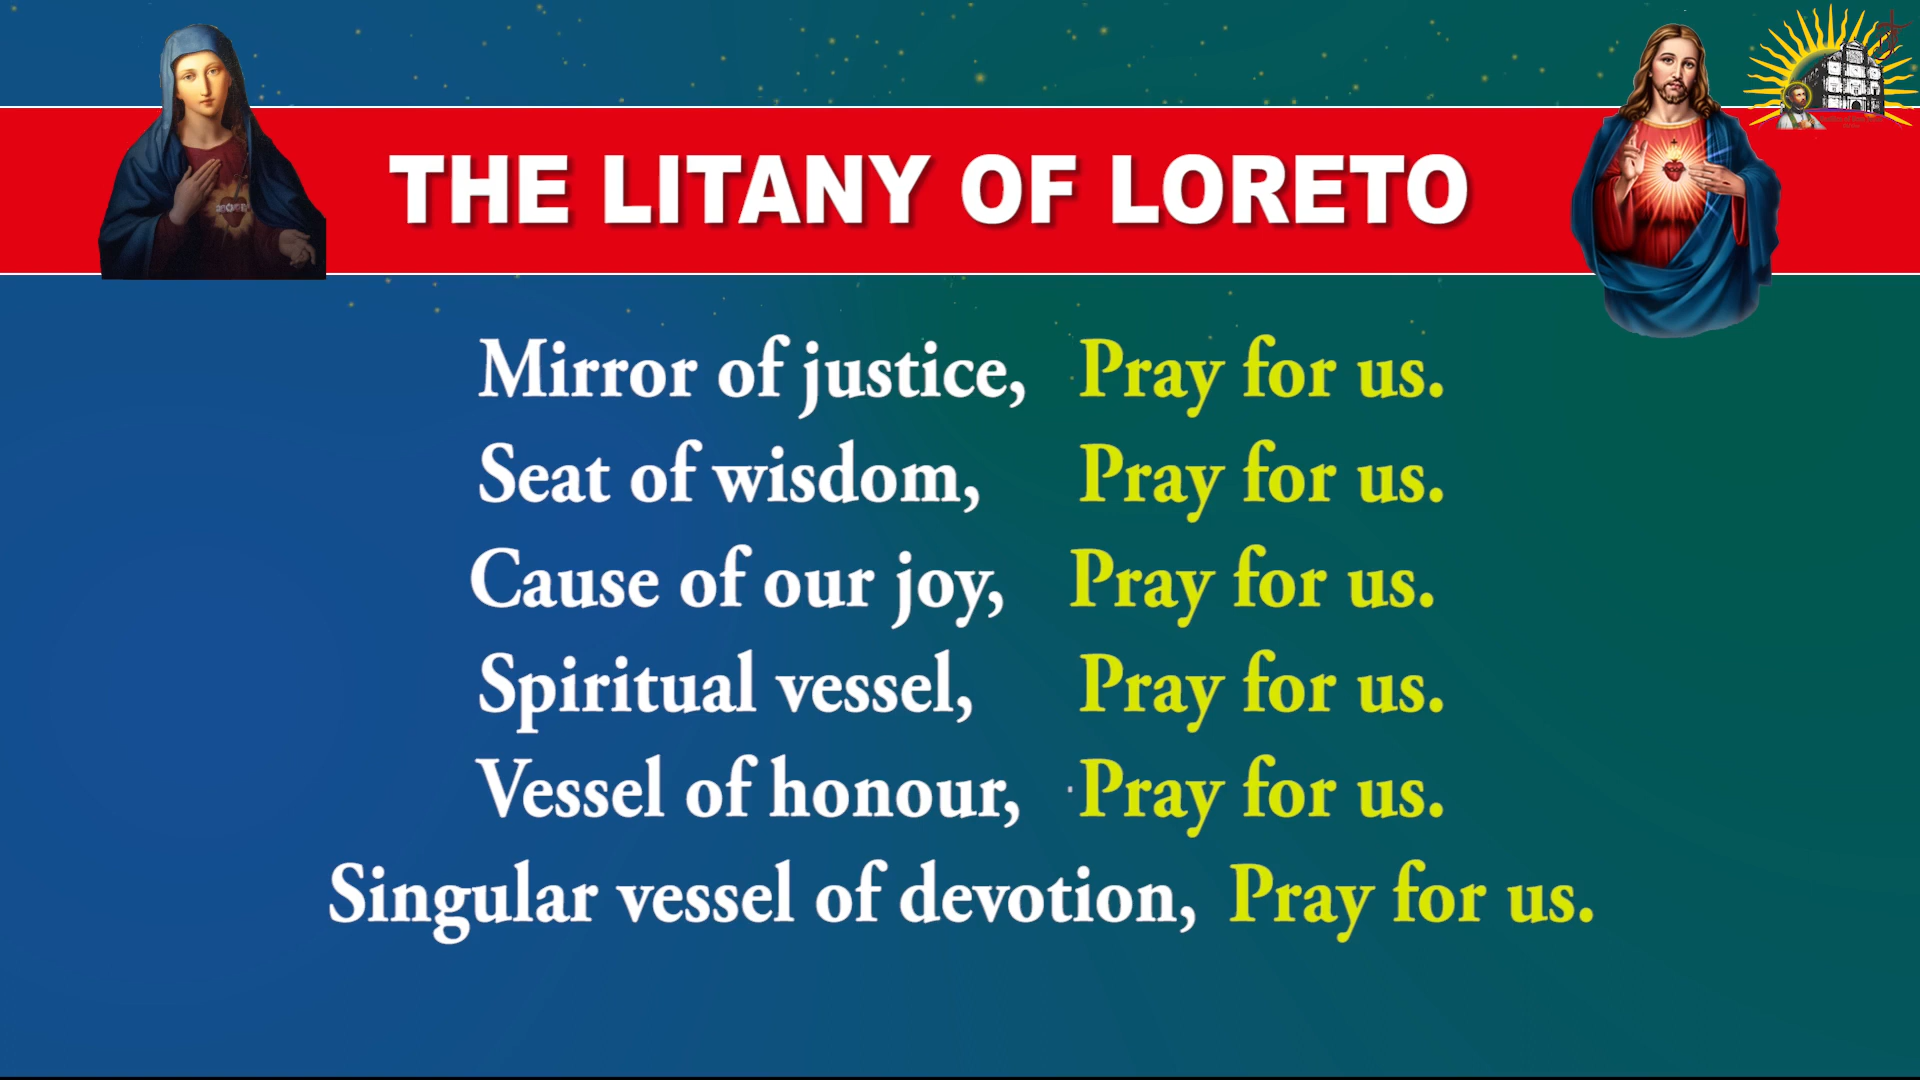 THE LITANY OF LORETO
Mirror of justice, Pray for us.
Seat of wisdom, Pray for us.
Cause of our joy, Pray for us.
Spiritual vessel, Pray for us.
Vessel of honour, Pray for us.
Singular vessel of devotion, Pray for us.